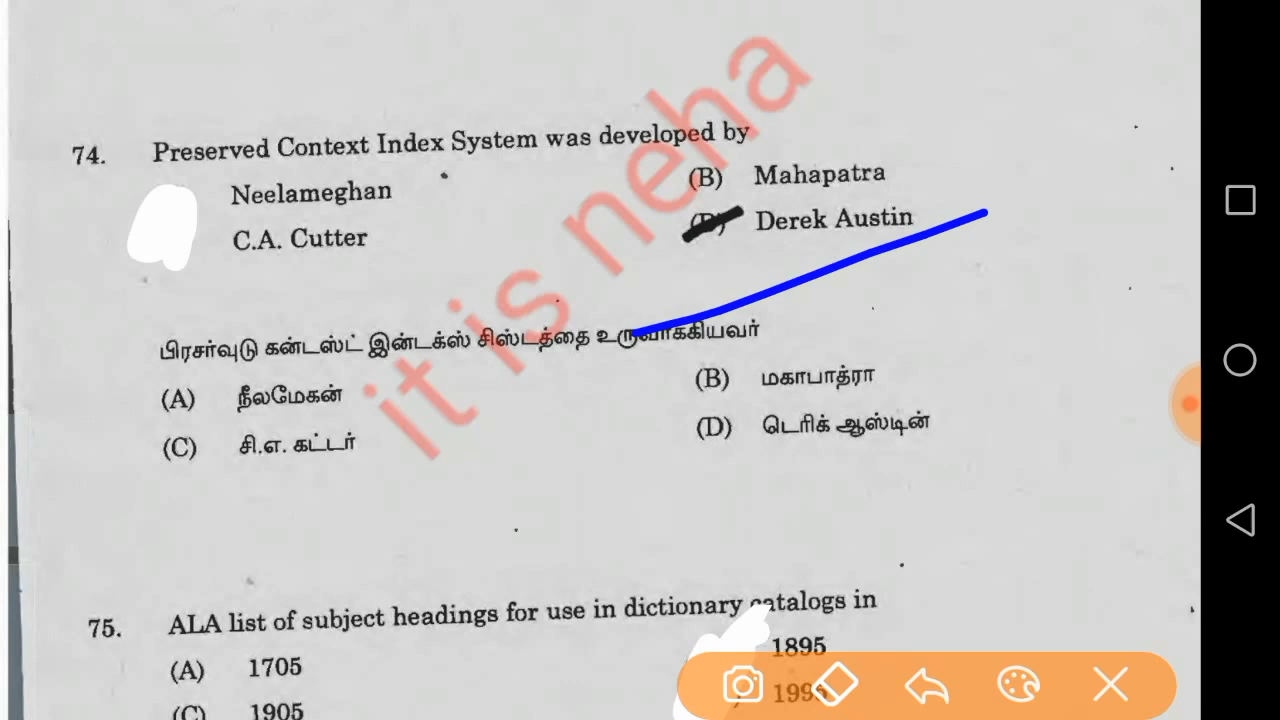 74. Preserved Context Index System was developed by
Neelameghan (B) Mahapatra
C.A. Cutter (D) Derek Austin
பிரசர்வுடு கன்டஸ்ட் இன்டக்ஸ் சிஸ்டத்தை உருவாக்கியவர்
(A) நீலமேகன் (B) மகாபாத்ரா
(C) சி.எ. கட்டர் (D) டெரிக் ஆஸ்டின்
75. ALA list of subject headings for use in dictionary catalogs in
(A) 1705 1895
(C) 1905 1995
it is neha